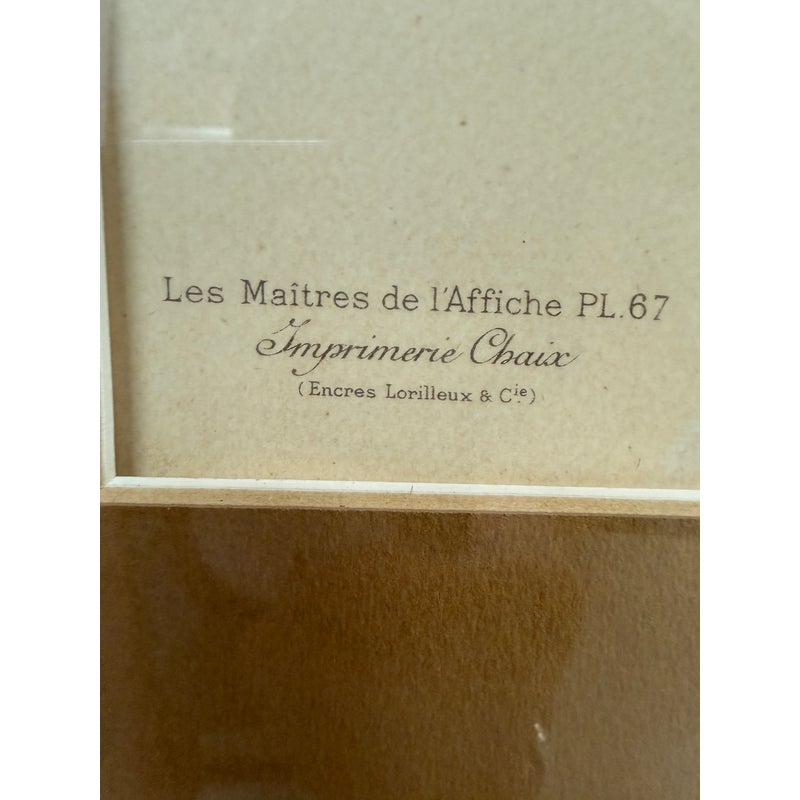 Les Maîtres de l'Affiche PL.67
Imprimerie Chaix
(Encres Lorilleux & Cie)